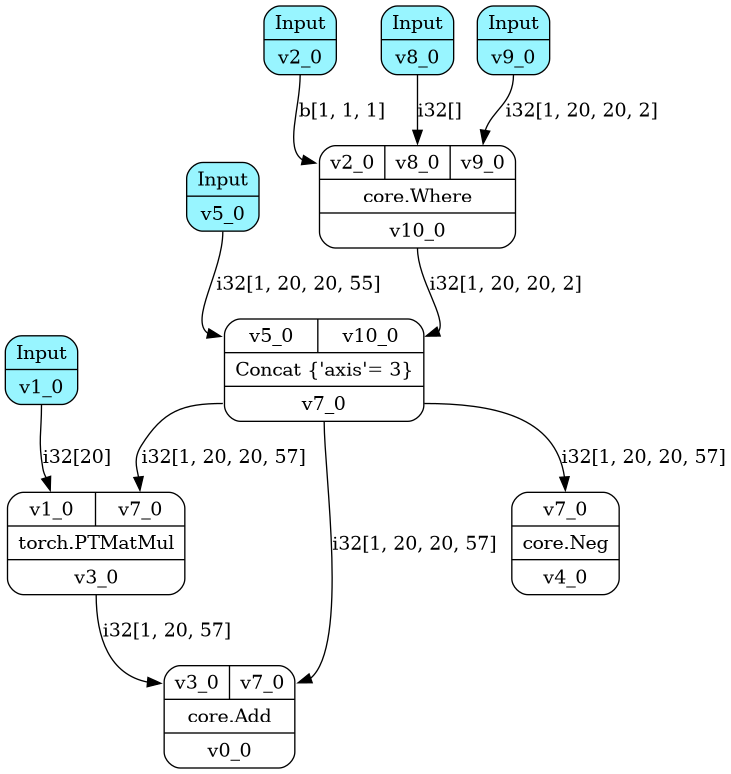 Input
v2_0
Input
v8_0
Input
v9_0
b[1, 1, 1]
i32[]
i32[1, 20, 20, 2]
v2_0
v8_0
v9_0
core.Where
v10_0
Input
v5_0
i32[1, 20, 20, 55]
i32[1, 20, 20, 2]
v5_0
v10_0
Concat {'axis'= 3}
v7_0
Input
v1_0
i32[20]
i32[1, 20, 20, 57]
i32[1, 20, 20, 57]
v1_0
v7_0
torch.PTMatMul
v3_0
i32[1, 20, 20, 57]
v7_0
core.Neg
v4_0
i32[1, 20, 57]
v3_0
v7_0
core.Add
v0_0